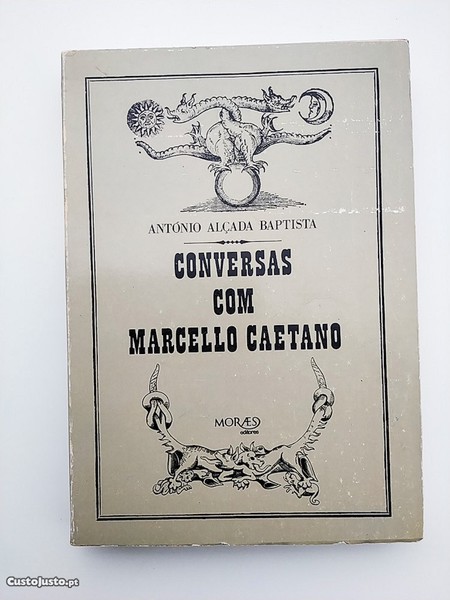 ANTÓNIO ALÇADA BAPTISTA
CONVERSAS
COM
MARCELLO CAETANO
MORÆS
editores
CustoJusto.pt